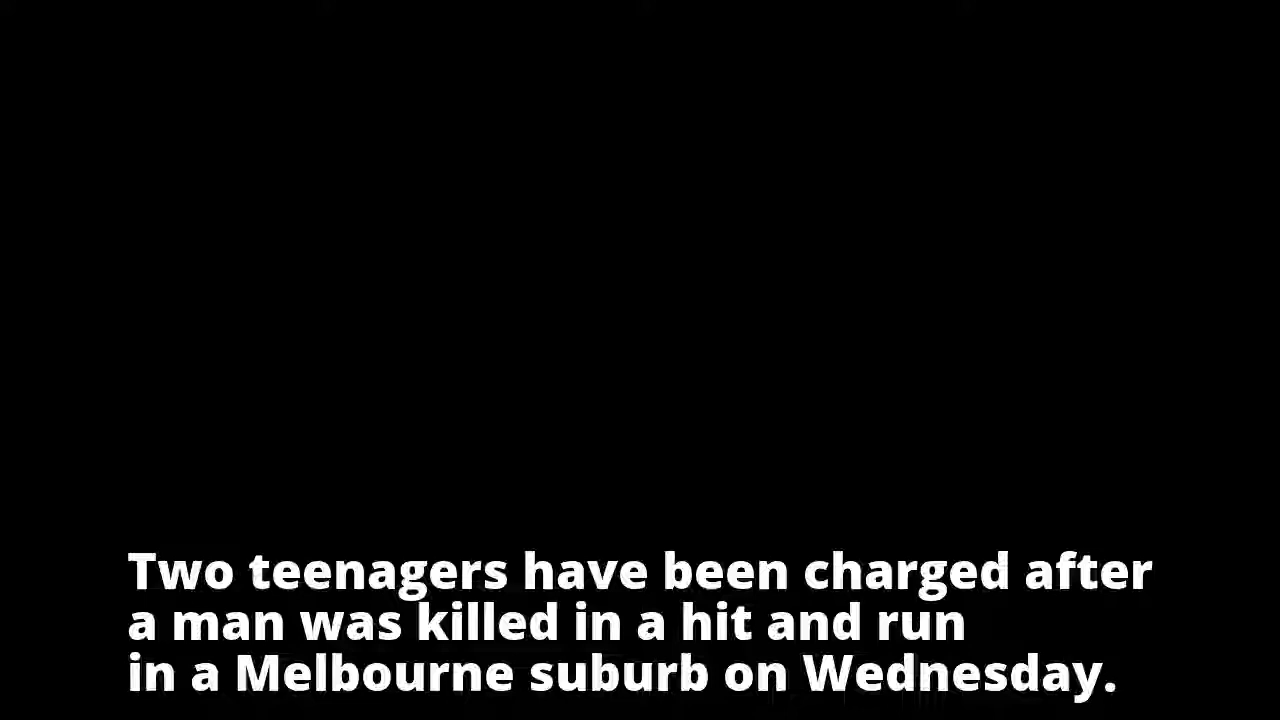 Two teenagers have been charged after
a man was killed in a hit and run
in a Melbourne suburb on Wednesday.